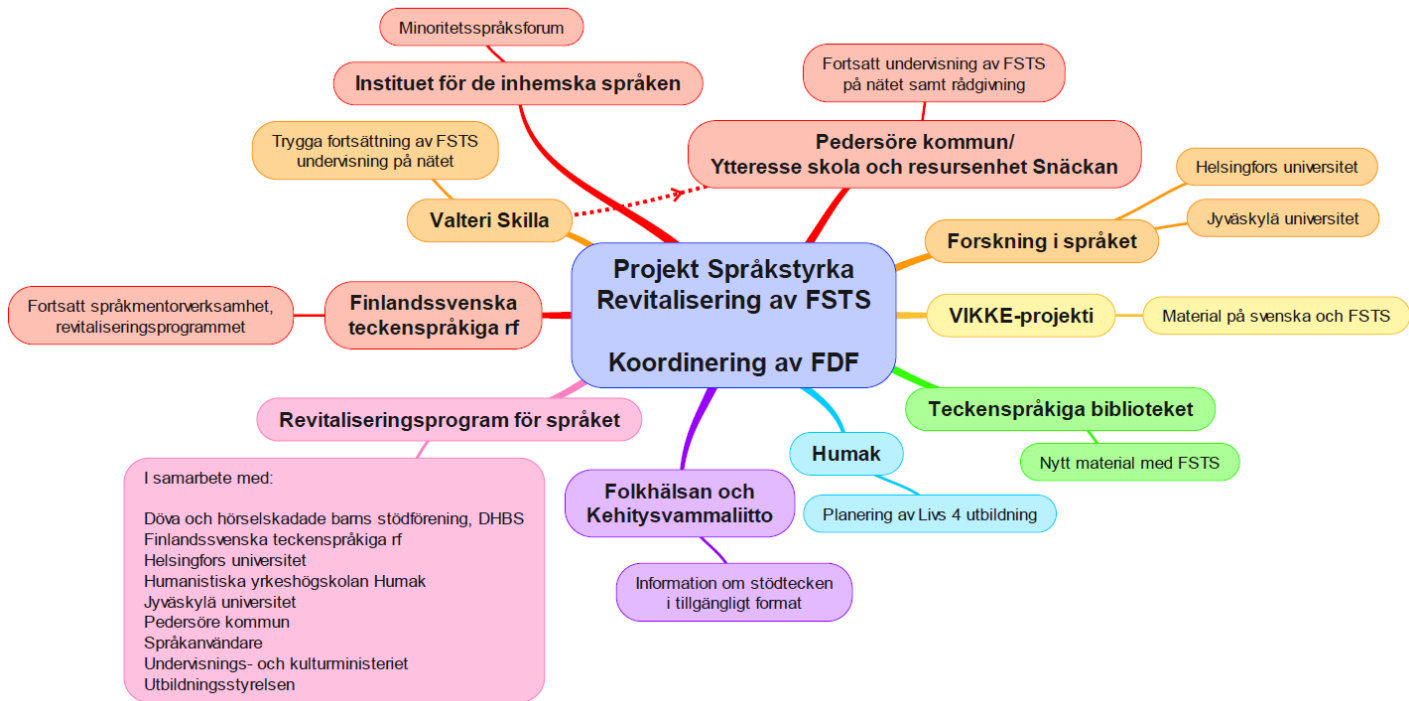 Minoritetsspråksforum
Instituet för de inhemska språken
Fortsatt undervisning av FSTS
på nätet samt rådgivning
Pedersöre kommun/
Ytteresse skola och resursenhet Snäckan
Trygga fortsättning av FSTS
undervisning på nätet
Valteri Skilla
Helsingfors universitet
Jyväskylä universitet
Forskning i språket
Projekt Språkstyrka
Revitalisering av FSTS
Koordinering av FDF
Fortsatt språkmentorverksamhet,
revitaliseringsprogrammet
Finlandssvenska
teckenspråkiga rf
VIKKE-projekti
Material på svenska och FSTS
Teckenspråkiga biblioteket
Nytt material med FSTS
Revitaliseringsprogram för språket
I samarbete med:
Döva och hörselskadade barns stödförening, DHBS
Finlandssvenska teckenspråkiga rf
Helsingfors universitet
Humanistiska yrkeshögskolan Humak
Jyväskylä universitet
Pedersöre kommun
Språkanvändare
Undervisnings- och kulturministeriet
Utbildningsstyrelsen
Folkhälsan och
Kehitysvammaliitto
Information om stödtecken
i tillgängligt format
Humak
Planering av Livs 4 utbildning